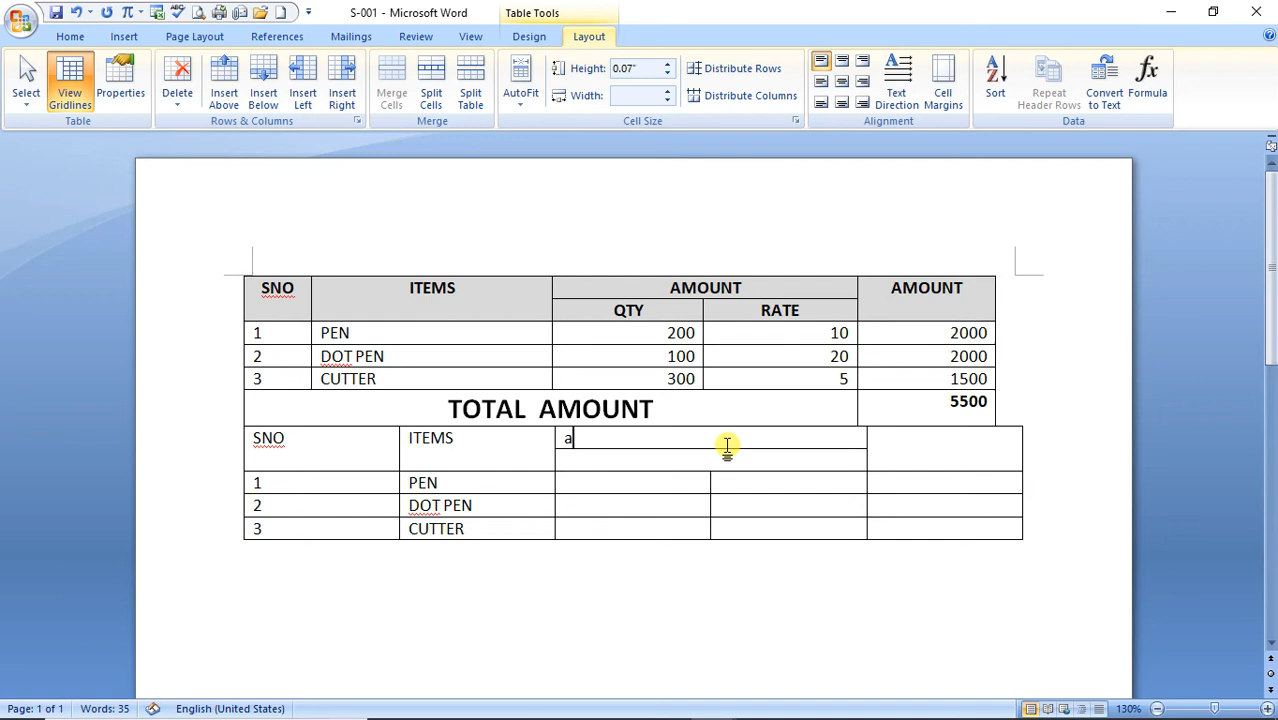 S-001 - Microsoft Word Table Tools
Home Insert Page Layout References Mailings Review View Design Layout
Select View Gridlines Properties Delete Insert Above Insert Below Insert Left Insert Right Merge Cells Split Cells Split Table AutoFit Height: 0.07" Width: Distribute Rows Distribute Columns Text Direction Cell Margins Sort Repeat Header Rows Convert to Text Formula
Table Rows & Columns Merge Cell Size Alignment Data
SNO ITEMS AMOUNT AMOUNT
QTY RATE
1 PEN 200 10 2000
2 DOT PEN 100 20 2000
3 CUTTER 300 5 1500
TOTAL AMOUNT 5500
SNO ITEMS a
1 PEN
2 DOT PEN
3 CUTTER
Page: 1 of 1 Words: 35 English (United States) 130%